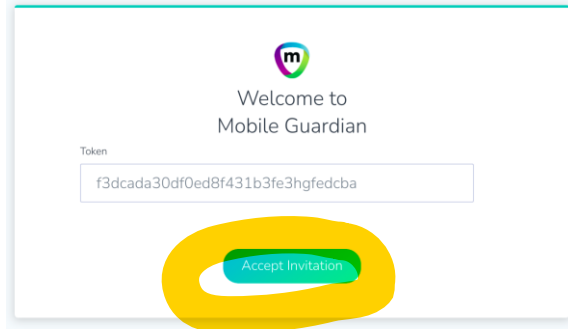 m
Welcome to
Mobile Guardian
Token
f3dcada30df0ed8f431b3fe3hgfedcba
Accept Invitation